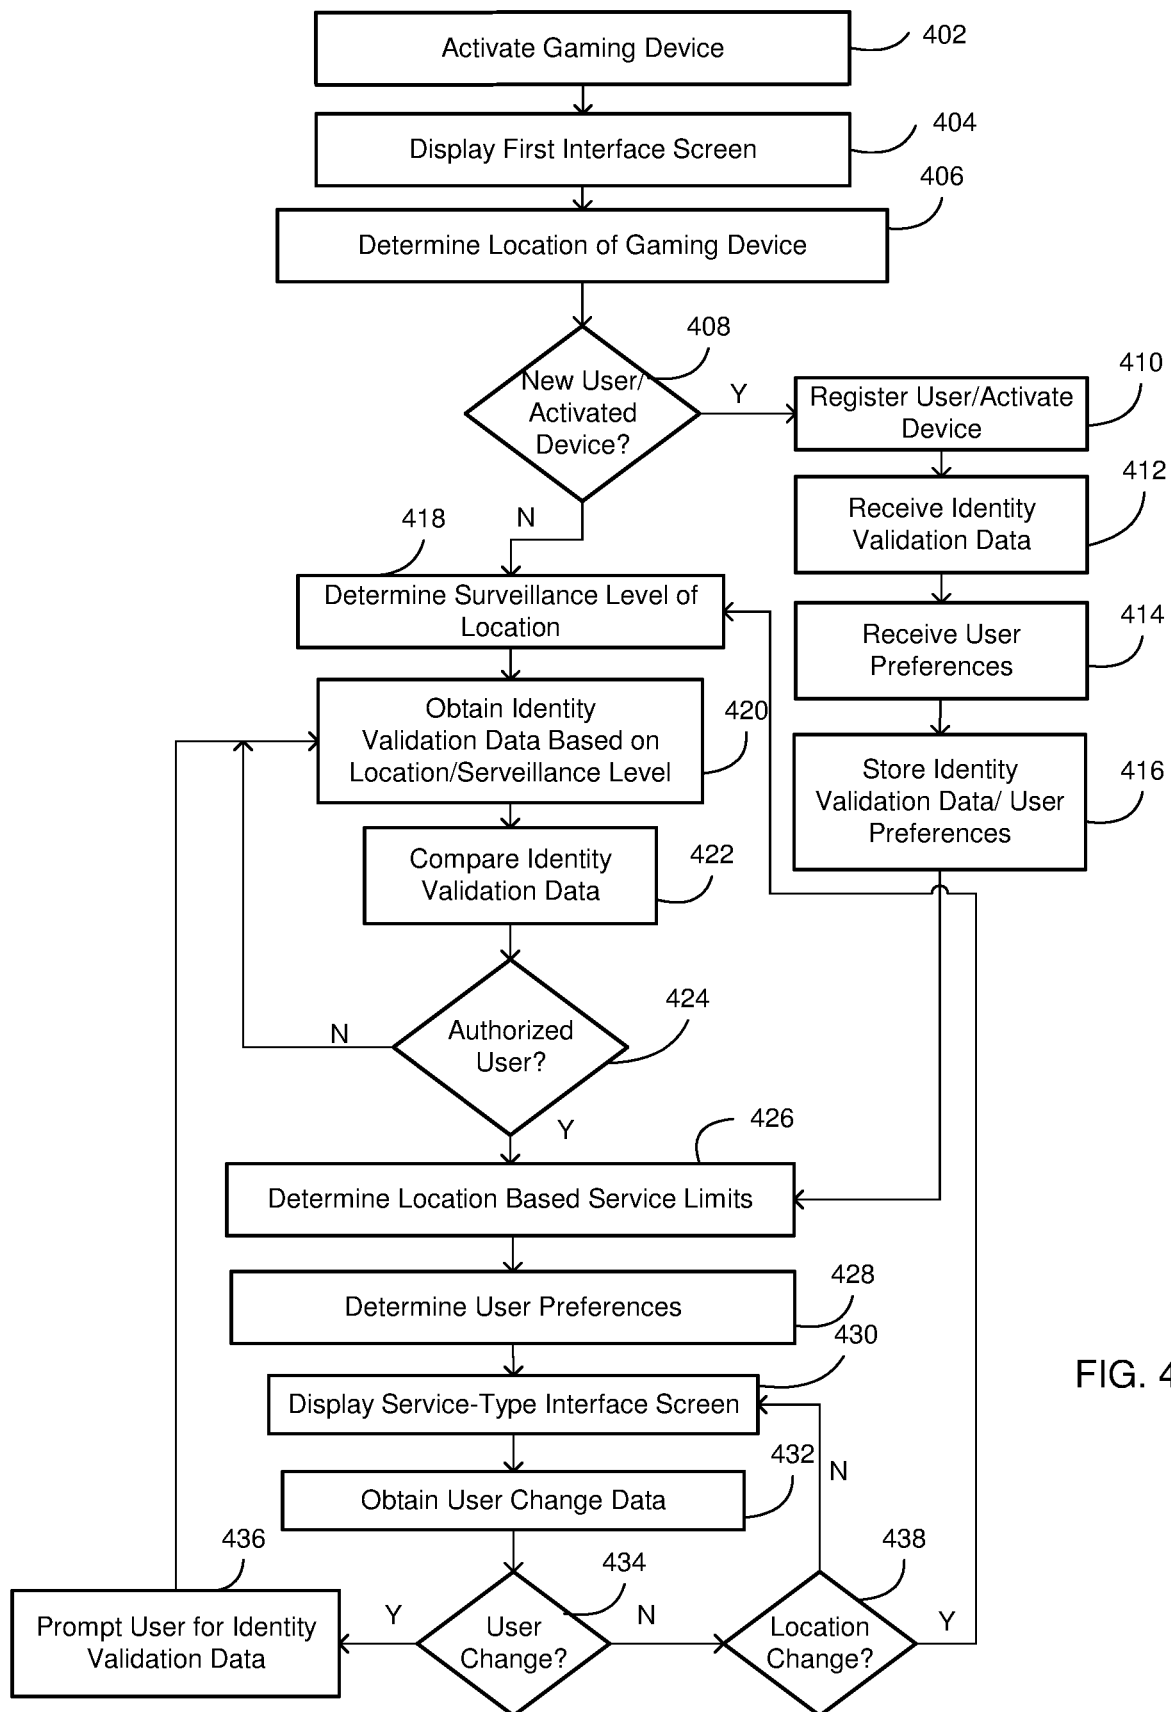 Activate Gaming Device
402
Display First Interface Screen
404
406
Determine Location of Gaming Device
408
New User/
Activated
Device?
Y
N
410
Register User/Activate
Device
412
Receive Identity
Validation Data
414
Receive User
Preferences
416
Store Identity
Validation Data/ User
Preferences
418
Determine Surveillance Level of
Location
420
Obtain Identity
Validation Data Based on
Location/Serveillance Level
422
Compare Identity
Validation Data
424
Authorized
User?
N
Y
426
Determine Location Based Service Limits
428
Determine User Preferences
430
Display Service-Type Interface Screen
432
Obtain User Change Data
434
User
Change?
Y
N
436
Prompt User for Identity
Validation Data
438
Location
Change?
N
Y
FIG. 4